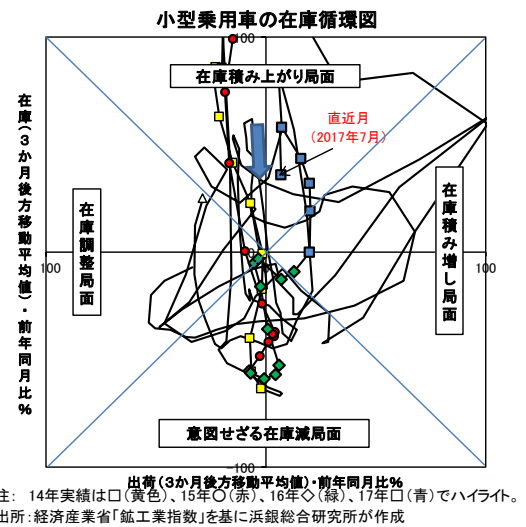 小型乗用車の在庫循環図
100
在庫積み上がり局面
直近月
（2017年7月）
在庫（３か月後方移動平均値）・前年同月比％
在庫調整局面
在庫積み増し局面
100
0
100
意図せざる在庫減局面
-100
出荷（３か月後方移動平均値）・前年同月比％
注： 14年実績は□（黄色）、15年○（赤）、16年◇（緑）、17年□（青）でハイライト。
出所：経済産業省「鉱工業指数」を基に浜銀総合研究所が作成